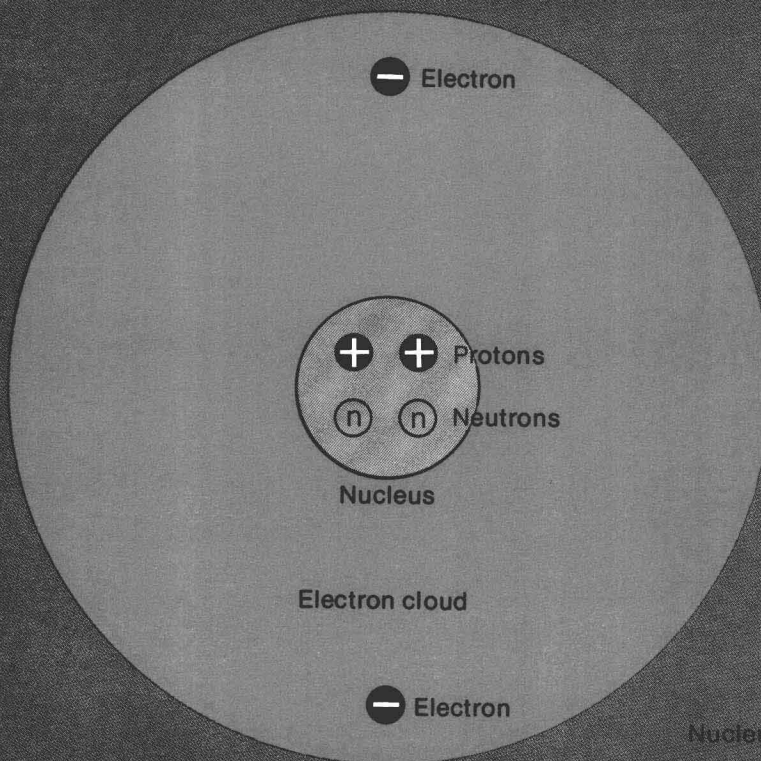 − Electron
+ + Protons
n n Neutrons
Nucleus
Electron cloud
− Electron